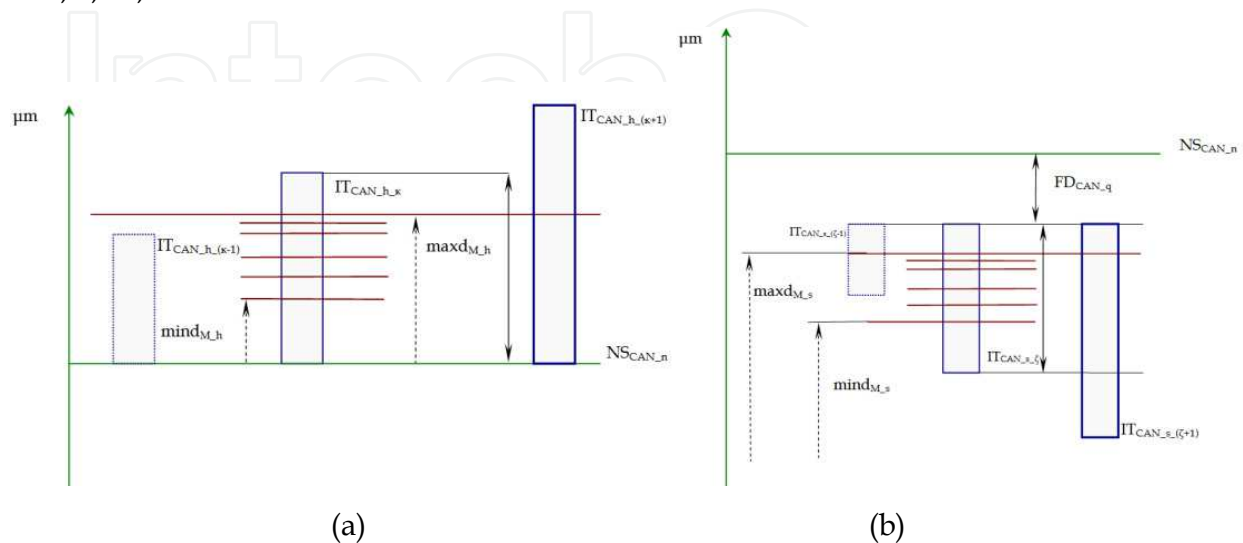 µm
IT_CAN_h_(κ+1)
IT_CAN_h_κ
IT_CAN_h_(κ-1)
maxd_M_h
mind_M_h
NS_CAN_n
(a)
µm
NS_CAN_n
FD_CAN_q
IT_CAN_s_(ζ-1)
maxd_M_s
IT_CAN_s_ζ
mind_M_s
IT_CAN_s_(ζ+1)
(b)